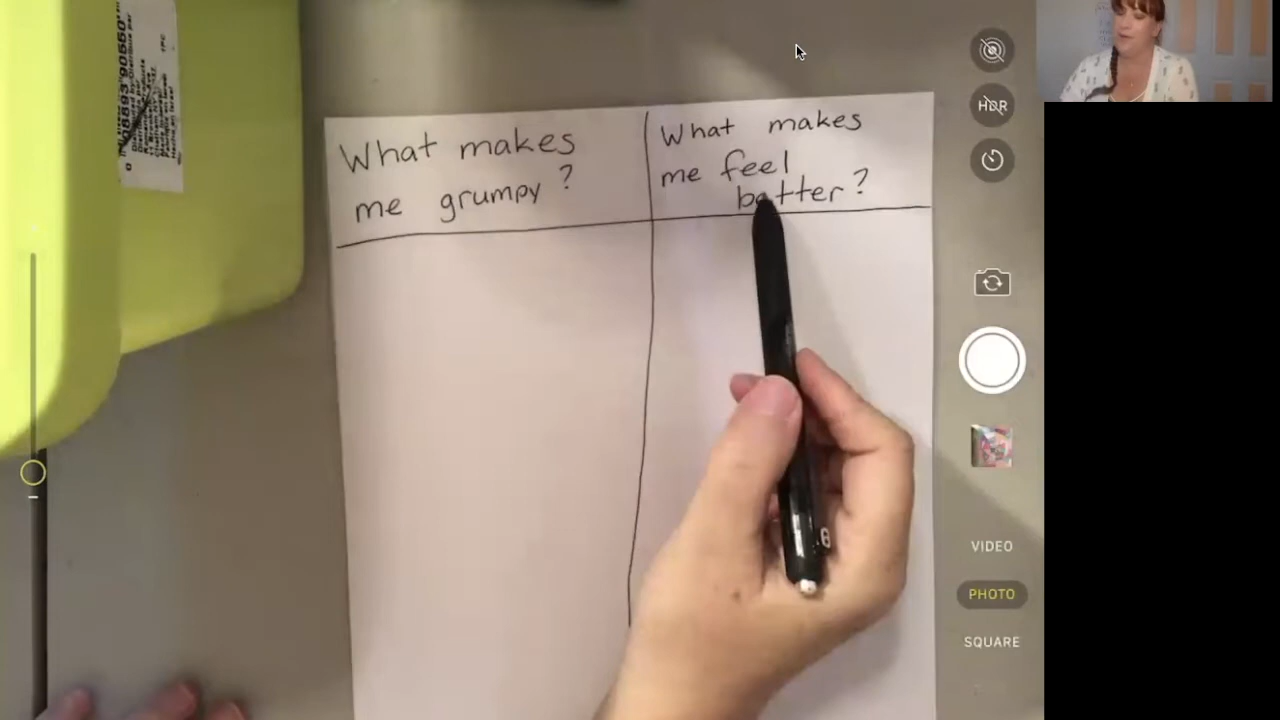 What makes
me grumpy ?
What makes
me feel
better ?
HDR
VIDEO
PHOTO
SQUARE